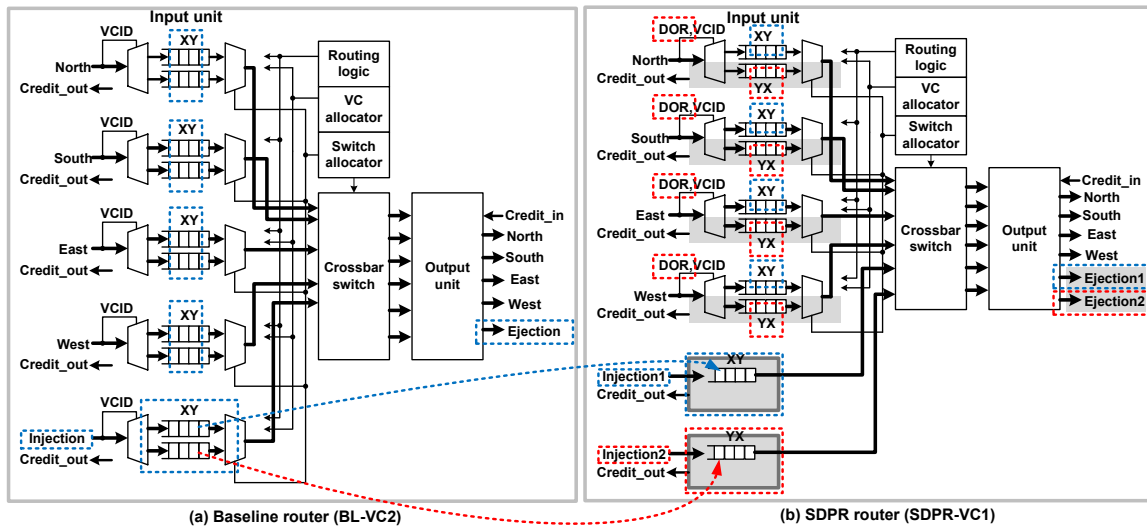 Input unit
VCID
XY
North
Credit_out
VCID
XY
South
Credit_out
VCID
XY
East
Credit_out
VCID
XY
West
Credit_out
VCID
XY
Injection
Credit_out
Routing
logic
VC
allocator
Switch
allocator
Crossbar
switch
Output
unit
Credit_in
North
South
East
West
Ejection
(a) Baseline router (BL-VC2)
Input unit
DOR,VCID
XY
North
Credit_out
YX
DOR,VCID
XY
South
Credit_out
YX
DOR,VCID
XY
East
Credit_out
YX
DOR,VCID
XY
West
Credit_out
YX
XY
Injection1
Credit_out
YX
Injection2
Credit_out
Routing
logic
VC
allocator
Switch
allocator
Crossbar
switch
Output
unit
Credit_in
North
South
East
West
Ejection1
Ejection2
(b) SDPR router (SDPR-VC1)